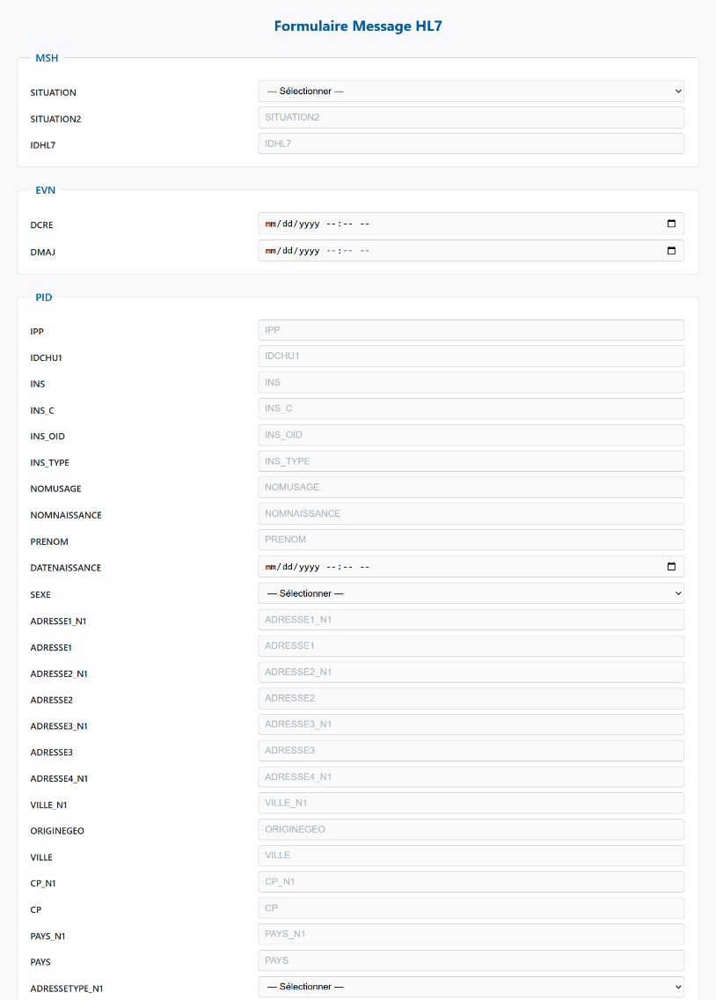 Formulaire Message HL7
MSH
SITUATION
— Sélectionner —
SITUATION2
SITUATION2
IDHL7
IDHL7
EVN
DCRE
mm/dd/yyyy --:-- --
DMAJ
mm/dd/yyyy --:-- --
PID
IPP
IPP
IDCHU1
IDCHU1
INS
INS
INS_C
INS_C
INS_OID
INS_OID
INS_TYPE
INS_TYPE
NOMUSAGE
NOMUSAGE
NOMNAISSANCE
NOMNAISSANCE
PRENOM
PRENOM
DATENAISSANCE
mm/dd/yyyy --:-- --
SEXE
— Sélectionner —
ADRESSE1_N1
ADRESSE1_N1
ADRESSE1
ADRESSE1
ADRESSE2_N1
ADRESSE2_N1
ADRESSE2
ADRESSE2
ADRESSE3_N1
ADRESSE3_N1
ADRESSE3
ADRESSE3
ADRESSE4_N1
ADRESSE4_N1
VILLE_N1
VILLE_N1
ORIGINEGEO
ORIGINEGEO
VILLE
VILLE
CP_N1
CP_N1
CP
CP
PAYS_N1
PAYS_N1
PAYS
PAYS
ADRESSETYPE_N1
— Sélectionner —